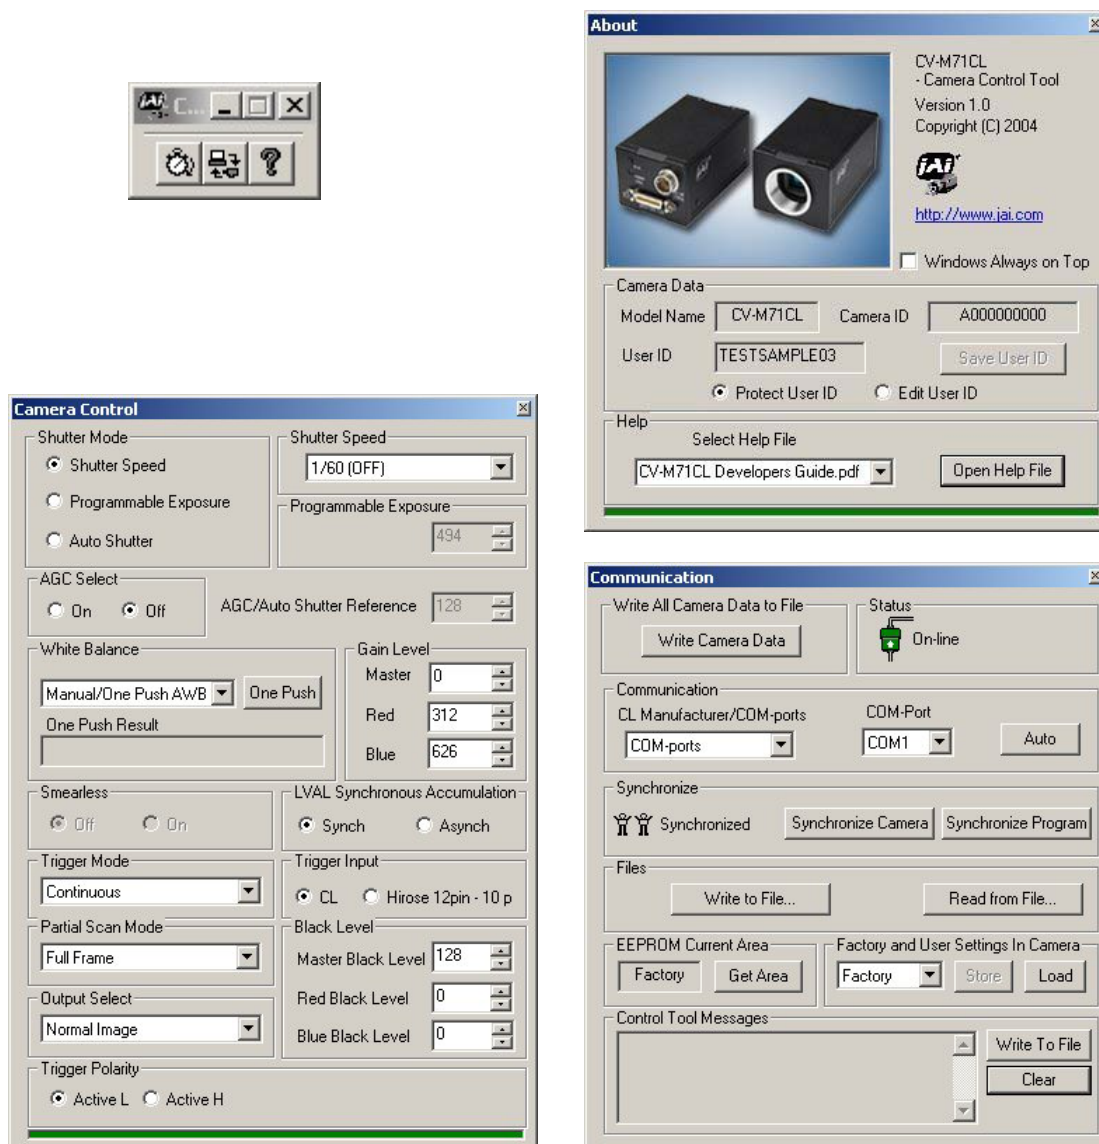 jAi C...
About
CV-M71CL
- Camera Control Tool
Version 1.0
Copyright (C) 2004
jAi
http://www.jai.com
Windows Always on Top
Camera Data
Model Name CV-M71CL Camera ID A000000000
User ID TESTSAMPLE03 Save User ID
Protect User ID Edit User ID
Help
Select Help File
CV-M71CL Developers Guide.pdf Open Help File
Camera Control
Shutter Mode Shutter Speed
Shutter Speed 1/60 (OFF)
Programmable Exposure Programmable Exposure
Auto Shutter 494
AGC Select
On Off AGC/Auto Shutter Reference 128
White Balance Gain Level
Master 0
Manual/One Push AWB One Push
One Push Result Red 312
Blue 626
Smearless LVAL Synchronous Accumulation
Off On Synch Asynch
Trigger Mode Trigger Input
Continuous CL Hirose 12pin - 10 p
Partial Scan Mode Black Level
Full Frame Master Black Level 128
Output Select Red Black Level 0
Normal Image Blue Black Level 0
Trigger Polarity
Active L Active H
Communication
Write All Camera Data to File Status
Write Camera Data On-line
Communication
CL Manufacturer/COM-ports COM-Port
COM-ports COM1 Auto
Synchronize
Synchronized Synchronize Camera Synchronize Program
Files
Write to File... Read from File...
EEPROM Current Area Factory and User Settings In Camera
Factory Get Area Factory Store Load
Control Tool Messages
Write To File
Clear